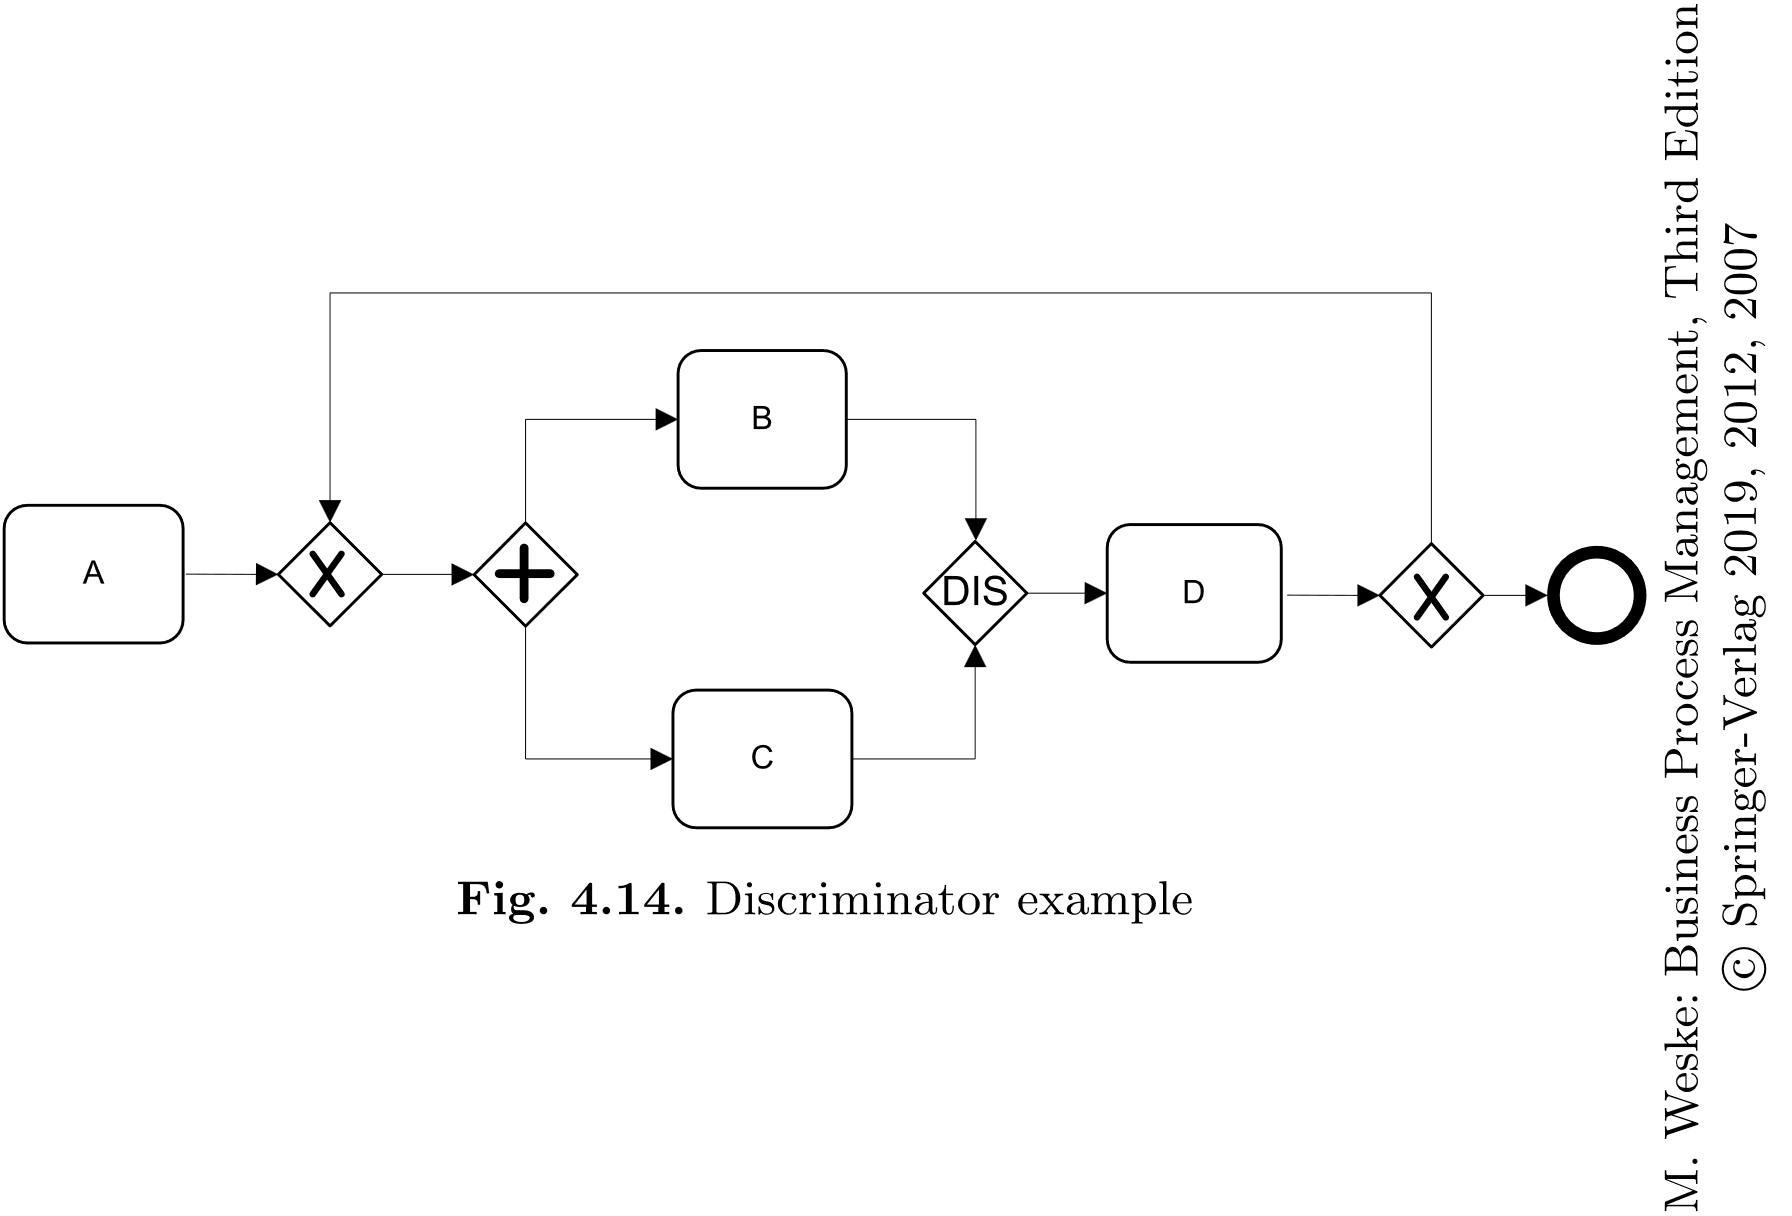 A
X
+
B
C
DIS
D
X
Fig. 4.14. Discriminator example
M. Weske: Business Process Management, Third Edition
© Springer-Verlag 2019, 2012, 2007